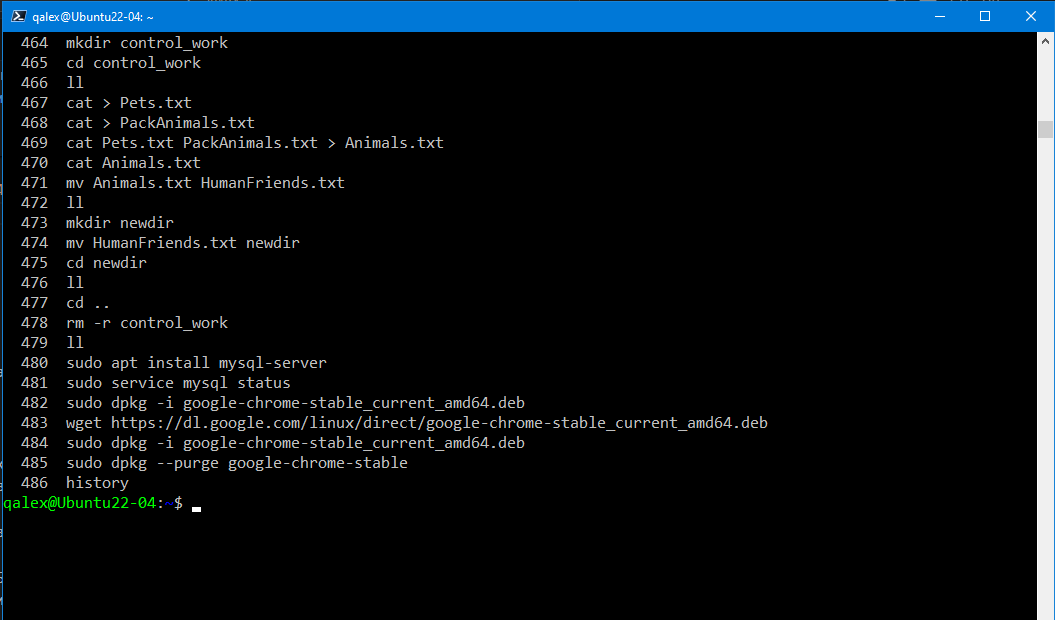 qalex@Ubuntu22-04: ~
464 mkdir control_work
465 cd control_work
466 ll
467 cat > Pets.txt
468 cat > PackAnimals.txt
469 cat Pets.txt PackAnimals.txt > Animals.txt
470 cat Animals.txt
471 mv Animals.txt HumanFriends.txt
472 ll
473 mkdir newdir
474 mv HumanFriends.txt newdir
475 cd newdir
476 ll
477 cd ..
478 rm -r control_work
479 ll
480 sudo apt install mysql-server
481 sudo service mysql status
482 sudo dpkg -i google-chrome-stable_current_amd64.deb
483 wget https://dl.google.com/linux/direct/google-chrome-stable_current_amd64.deb
484 sudo dpkg -i google-chrome-stable_current_amd64.deb
485 sudo dpkg --purge google-chrome-stable
486 history
qalex@Ubuntu22-04:~$